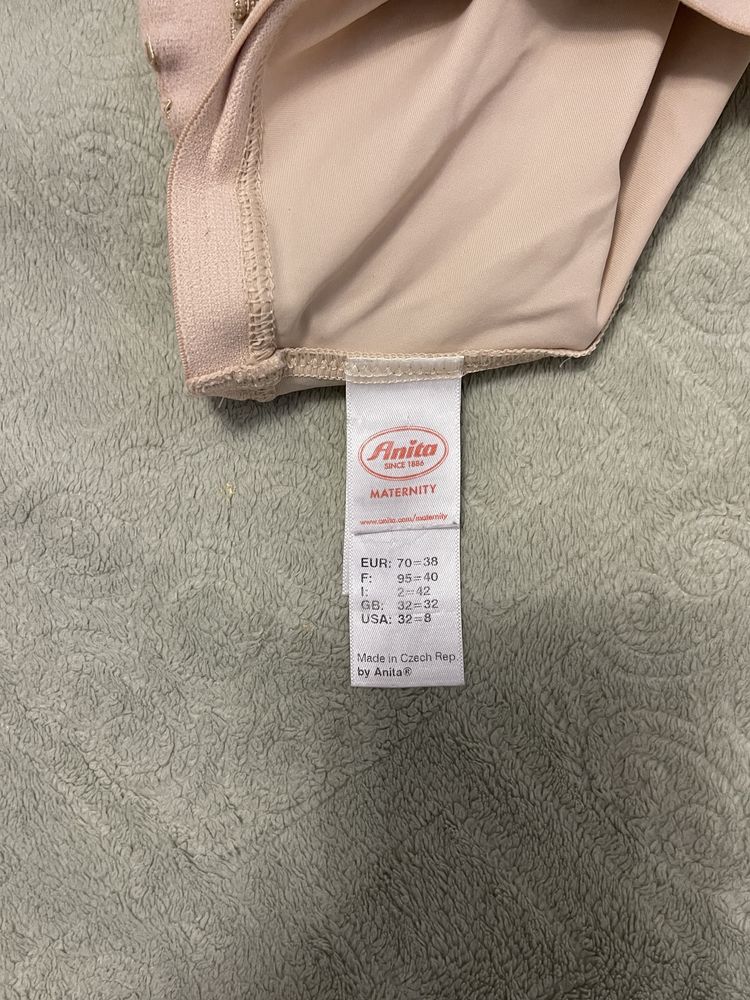 Anita
SINCE 1886
MATERNITY
www.anita.com/maternity
EUR: 70=38
F: 95=40
I: 2=42
GB: 32=32
USA: 32=8
Made in Czech Rep.
by Anita®